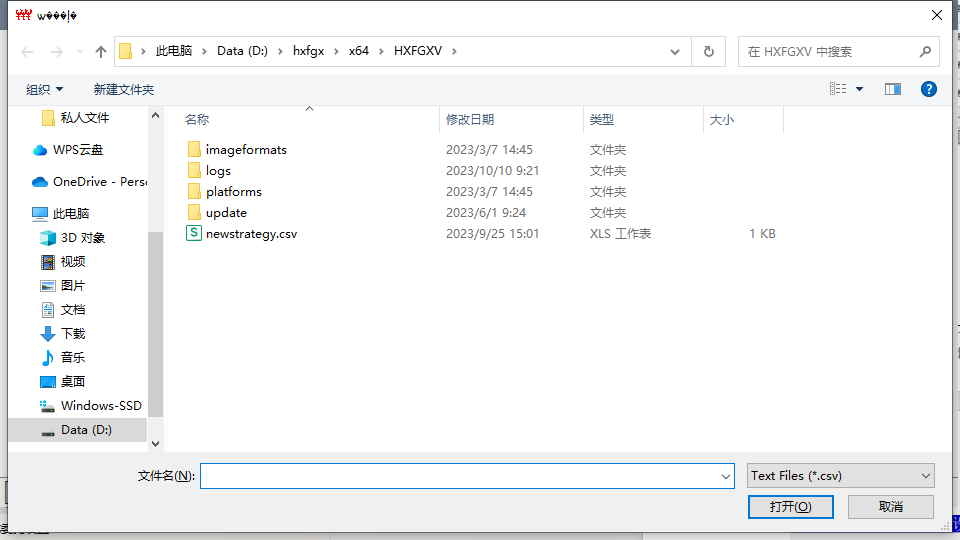 此电脑 › Data (D:) › hxfgx › x64 › HXFGXV ›
在 HXFGXV 中搜索
组织 新建文件夹
私人文件
WPS云盘
OneDrive - Perso
此电脑
3D 对象
视频
图片
文档
下载
音乐
桌面
Windows-SSD
Data (D:)
名称 修改日期 类型 大小
imageformats 2023/3/7 14:45 文件夹
logs 2023/10/10 9:21 文件夹
platforms 2023/3/7 14:45 文件夹
update 2023/6/1 9:24 文件夹
newstrategy.csv 2023/9/25 15:01 XLS 工作表 1 KB
文件名(N):
Text Files (*.csv)
打开(O) 取消